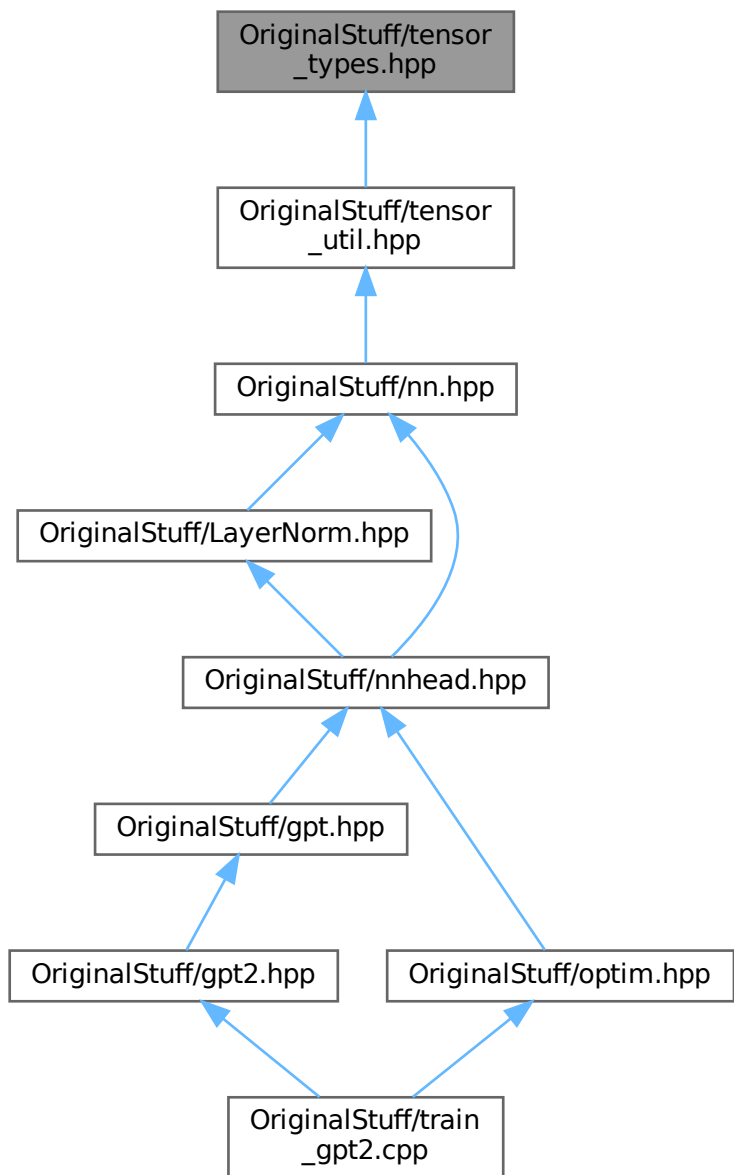 OriginalStuff/tensor
_types.hpp
OriginalStuff/tensor
_util.hpp
OriginalStuff/nn.hpp
OriginalStuff/LayerNorm.hpp
OriginalStuff/nnhead.hpp
OriginalStuff/gpt.hpp
OriginalStuff/gpt2.hpp
OriginalStuff/optim.hpp
OriginalStuff/train
_gpt2.cpp